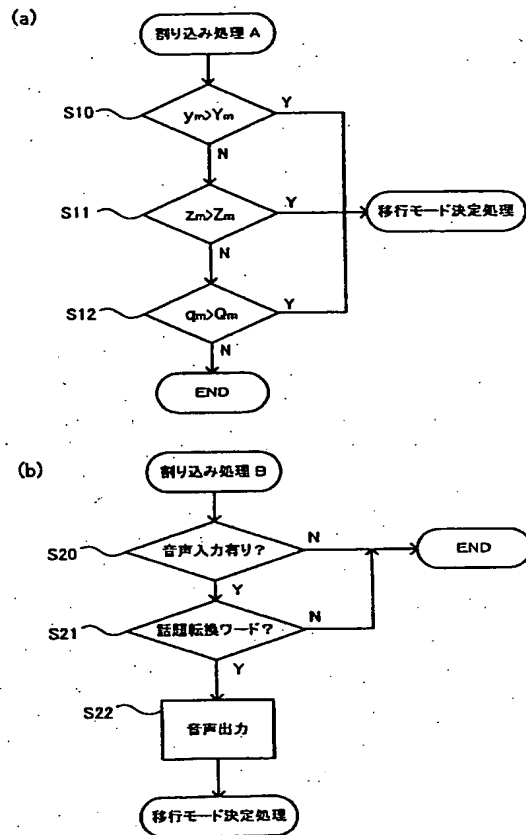 (a)
割り込み処理 A
S10
ym>Ym
Y
N
S11
zm>Zm
Y
移行モード決定処理
N
S12
qm>Qm
Y
N
END
(b)
割り込み処理 B
S20
音声入力有り?
N
END
Y
S21
話題転換ワード?
N
Y
S22
音声出力
移行モード決定処理